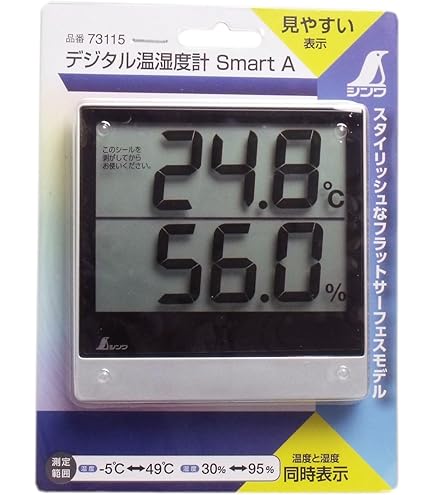 品番 73115
デジタル温湿度計 Smart A
見やすい
表示
シンワ
スタイリッシュなフラットサーフェスモデル
このシールを
剥がしてから
お使いください。
24.8℃
56.0%
シンワ
測定
範囲
温度 -5℃↔49℃ 湿度 30%↔95%
温度と湿度
同時表示